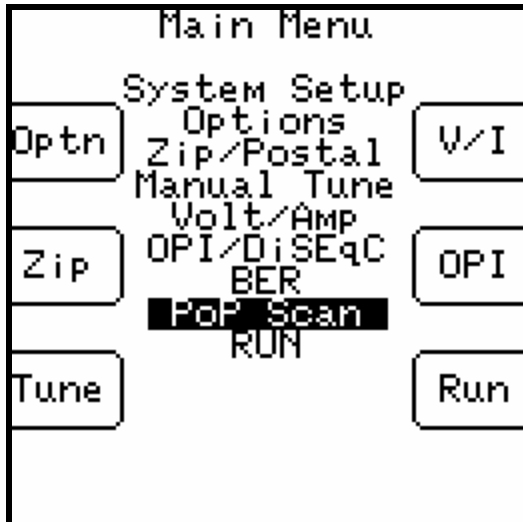 Main Menu
System Setup
Options
Zip/Postal
Manual Tune
Volt/Amp
OPI/DiSEqC
BER
PoP Scan
RUN
Optn
Zip
Tune
V/I
OPI
Run